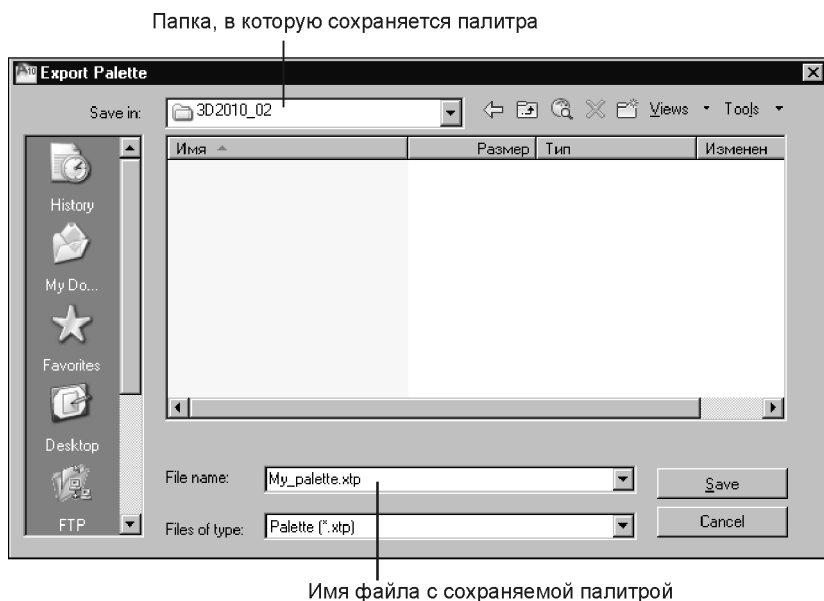 Папка, в которую сохраняется палитра
Export Palette
Save in:
3D2010_02
Views
Tools
Имя
Размер
Тип
Изменен
History
My Do...
Favorites
Desktop
FTP
File name:
My_palette.xtp
Save
Files of type:
Palette (*.xtp)
Cancel
Имя файла с сохраняемой палитрой